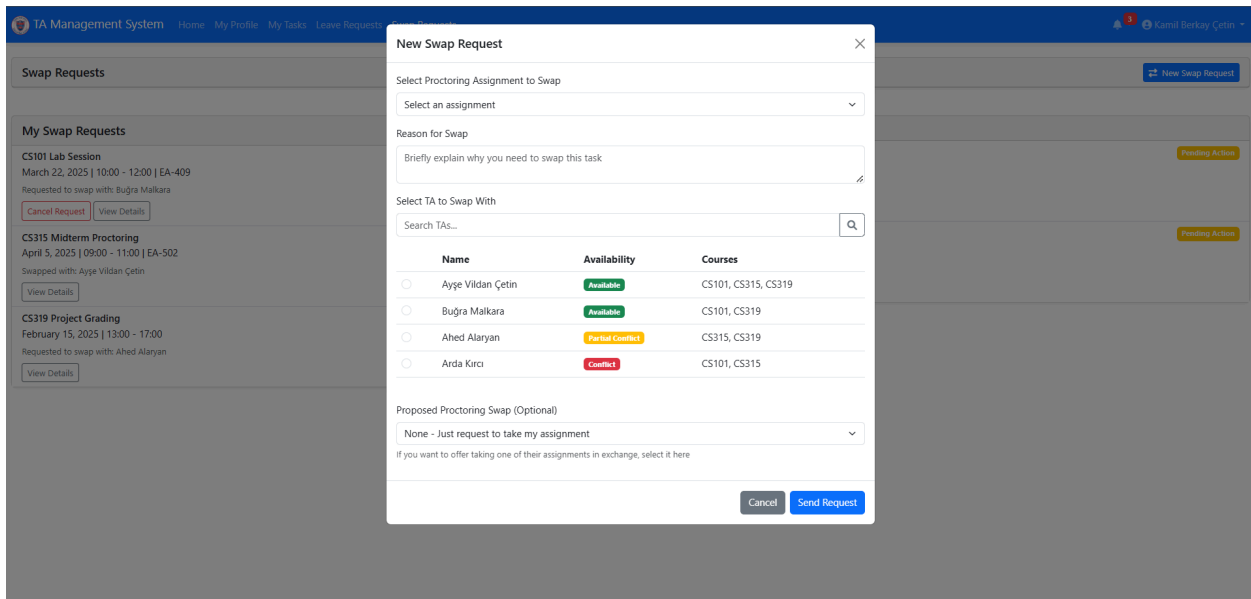 TA Management System Home My Profile My Tasks Leave Requests Swap Requests 3 Kamil Berkay Çetin
Swap Requests
New Swap Request
My Swap Requests
CS101 Lab Session
March 22, 2025 | 10:00 - 12:00 | EA-409
Requested to swap with: Buğra Malkara
Cancel Request View Details
CS315 Midterm Proctoring
April 5, 2025 | 09:00 - 11:00 | EA-502
Swapped with: Ayşe Vildan Çetin
View Details
CS319 Project Grading
February 15, 2025 | 13:00 - 17:00
Requested to swap with: Ahed Alaryan
View Details
New Swap Request
Select Proctoring Assignment to Swap
Select an assignment
Reason for Swap
Briefly explain why you need to swap this task
Select TA to Swap With
Search TAs...
Name Availability Courses
Ayşe Vildan Çetin Available CS101, CS315, CS319
Buğra Malkara Available CS101, CS319
Ahed Alaryan Partial Conflict CS315, CS319
Arda Kırcı Conflict CS101, CS315
Proposed Proctoring Swap (Optional)
None - Just request to take my assignment
If you want to offer taking one of their assignments in exchange, select it here
Cancel Send Request
Pending Action
Pending Action